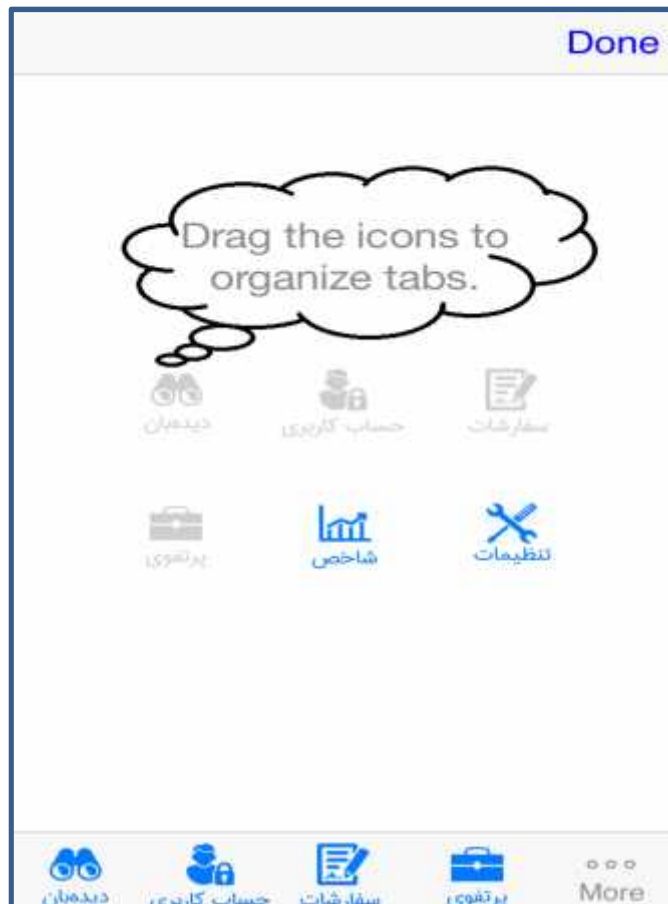 Done
Drag the icons to
organize tabs.
دیده‌بان
حساب کاربری
سفارشات
پرتفوی
شاخص
تنظیمات
دیده‌بان
حساب کاربری
سفارشات
پرتفوی
More